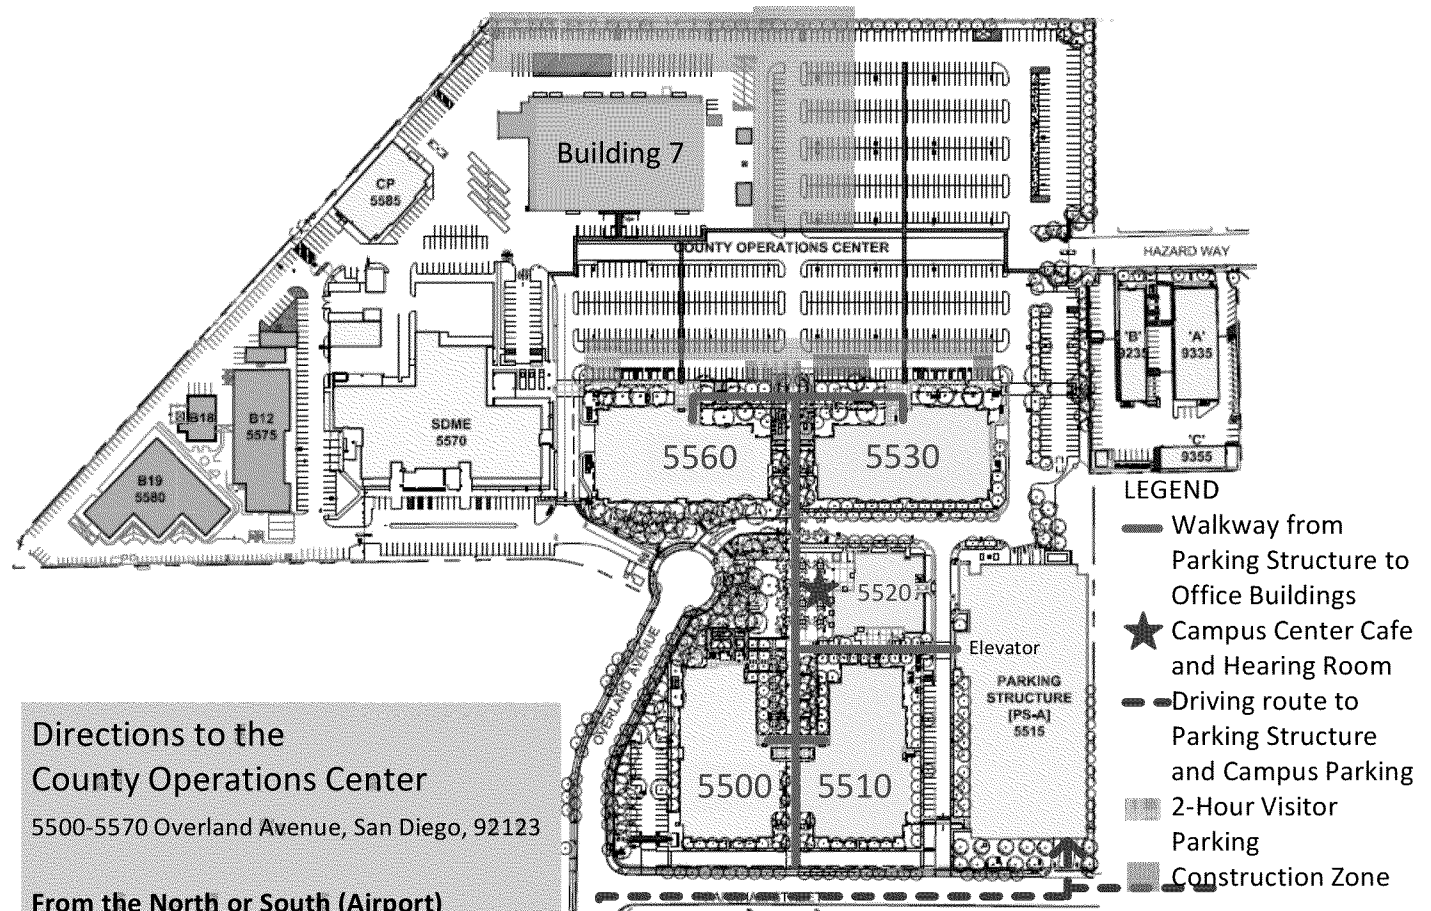 Building 7
CP
5585
COUNTY OPERATIONS CENTER
HAZARD WAY
'B'
9235
'A'
9335
'C'
9355
B18
B12
5575
SDME
5570
B19
5580
5560
5530
5520
Elevator
OVERLAND AVENUE
PARKING
STRUCTURE
[PS-A]
5515
5500
5510
LEGEND
Walkway from
Parking Structure to
Office Buildings
Campus Center Cafe
and Hearing Room
Driving route to
Parking Structure
and Campus Parking
2-Hour Visitor
Parking
Construction Zone
Directions to the
County Operations Center
5500-5570 Overland Avenue, San Diego, 92123
From the North or South (Airport)